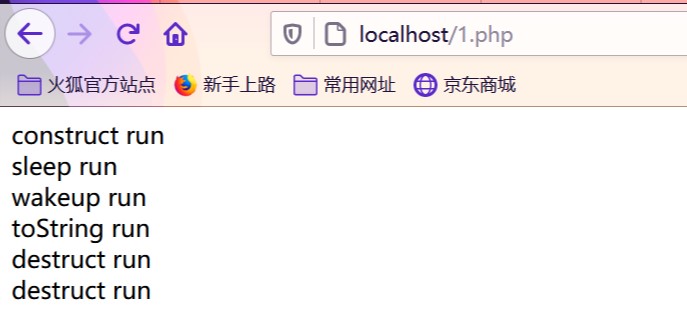 localhost/1.php
火狐官方站点 新手上路 常用网址 京东商城
construct run
sleep run
wakeup run
toString run
destruct run
destruct run